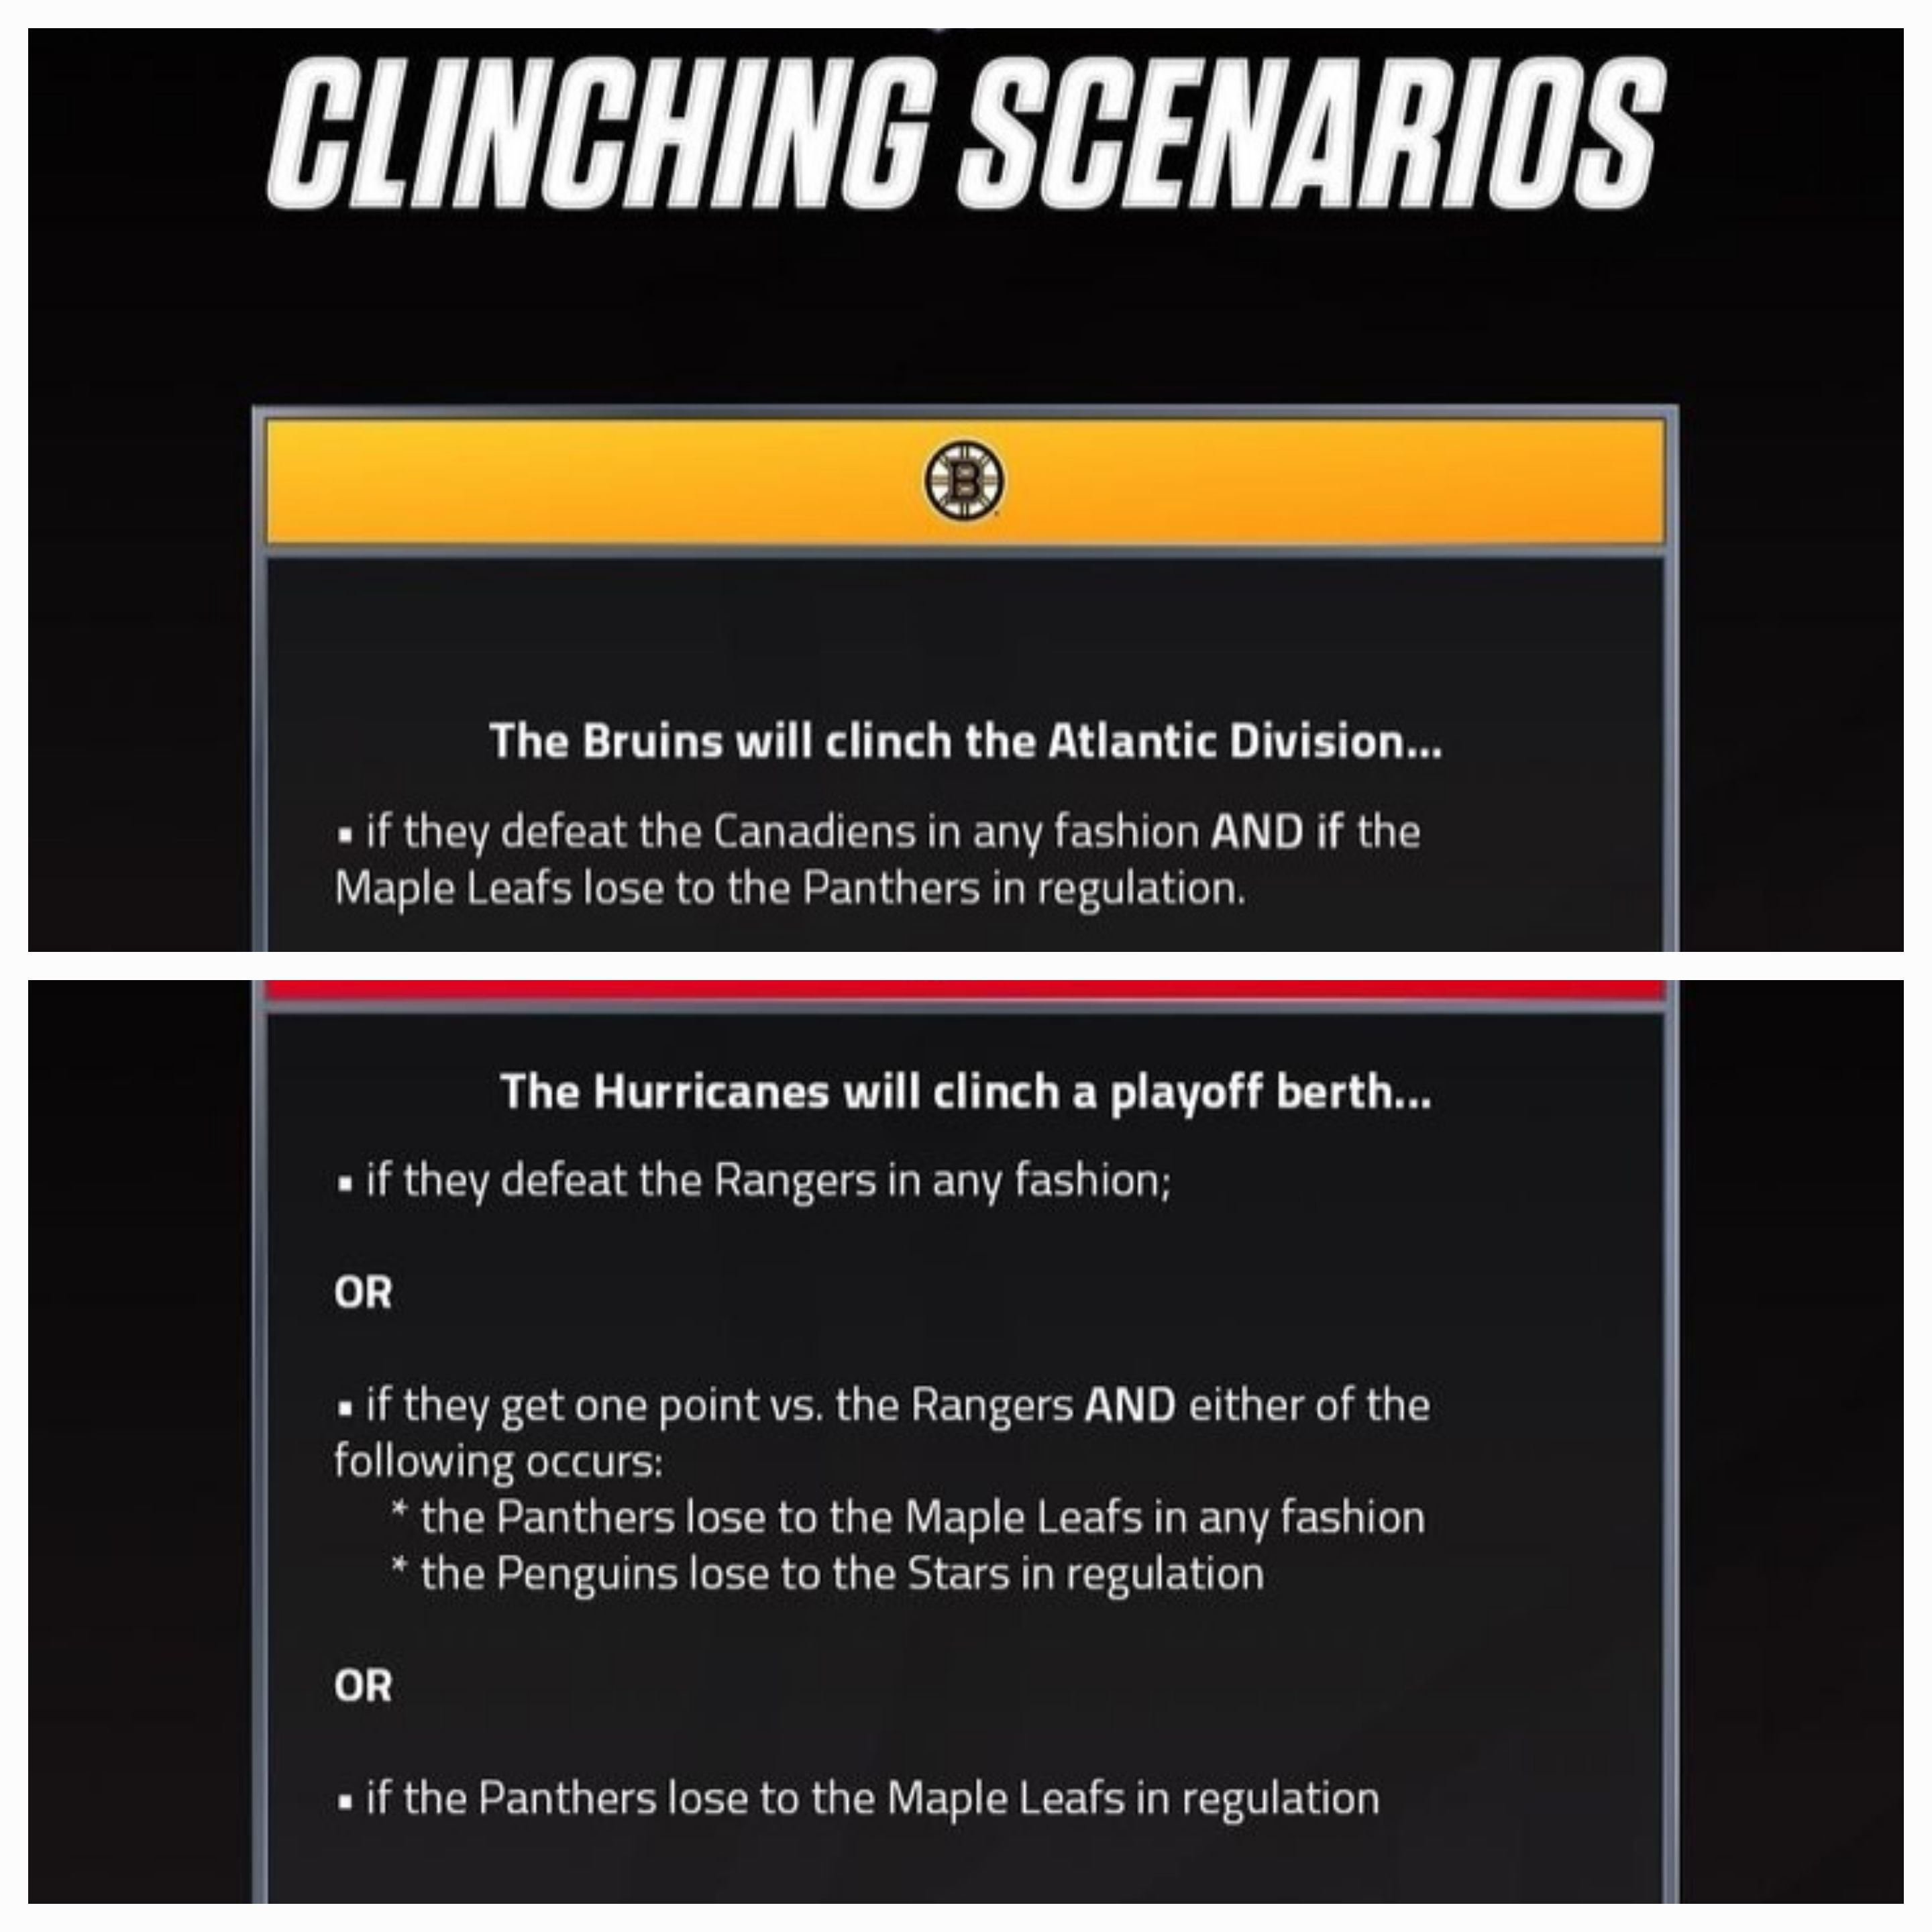 CLINCHING SCENARIOS
B
The Bruins will clinch the Atlantic Division...
▪ if they defeat the Canadiens in any fashion AND if the
Maple Leafs lose to the Panthers in regulation.
The Hurricanes will clinch a playoff berth...
▪ if they defeat the Rangers in any fashion;
OR
▪ if they get one point vs. the Rangers AND either of the
following occurs:
* the Panthers lose to the Maple Leafs in any fashion
* the Penguins lose to the Stars in regulation
OR
▪ if the Panthers lose to the Maple Leafs in regulation